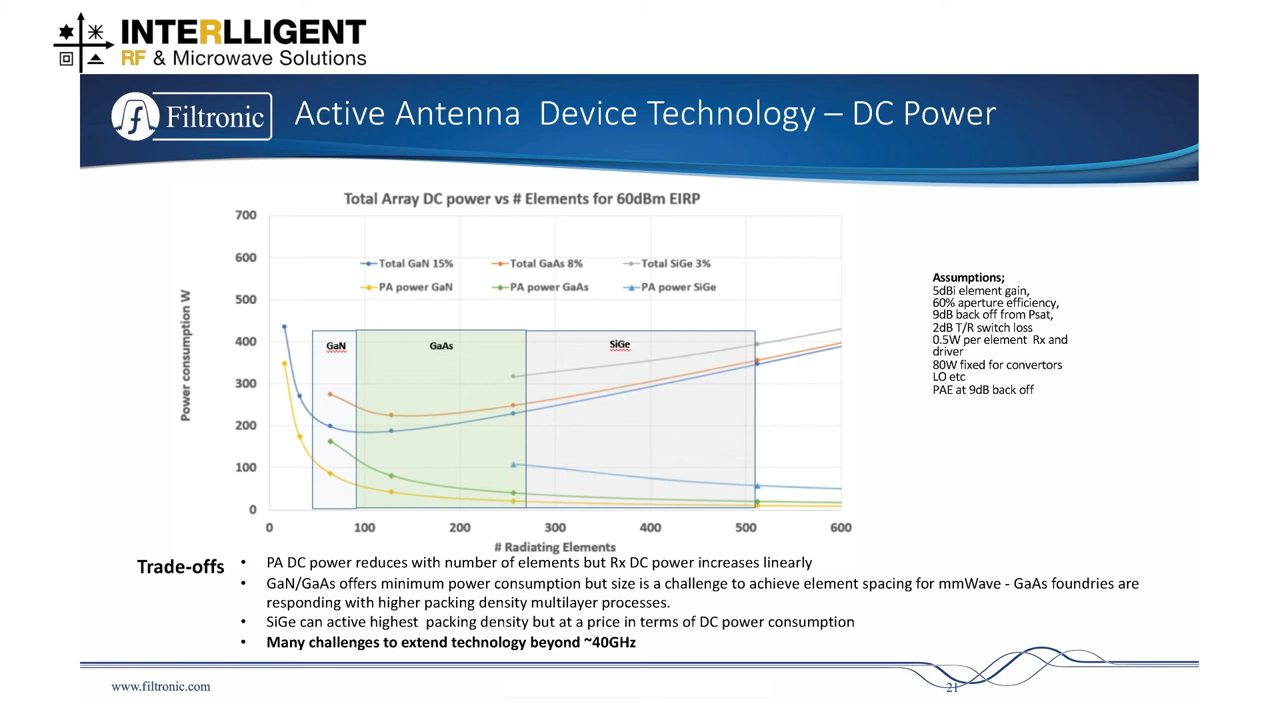 INTERLLIGENT
RF & Microwave Solutions
Filtronic
Active Antenna Device Technology – DC Power
Total Array DC power vs # Elements for 60dBm EIRP
Power consumption W
700
600
500
400
300
200
100
0
Total GaN 15%
Total GaAs 8%
Total SiGe 3%
PA power GaN
PA power GaAs
PA power SiGe
GaN
GaAs
SiGe
0 100 200 300 400 500 600
# Radiating Elements
Assumptions;
5dBi element gain,
60% aperture efficiency,
9dB back off from Psat,
2dB T/R switch loss
0.5W per element Rx and
driver
80W fixed for convertors
LO etc
PAE at 9dB back off
Trade-offs
• PA DC power reduces with number of elements but Rx DC power increases linearly
• GaN/GaAs offers minimum power consumption but size is a challenge to achieve element spacing for mmWave - GaAs foundries are
responding with higher packing density multilayer processes.
• SiGe can active highest packing density but at a price in terms of DC power consumption
• Many challenges to extend technology beyond ~40GHz
www.filtronic.com
21